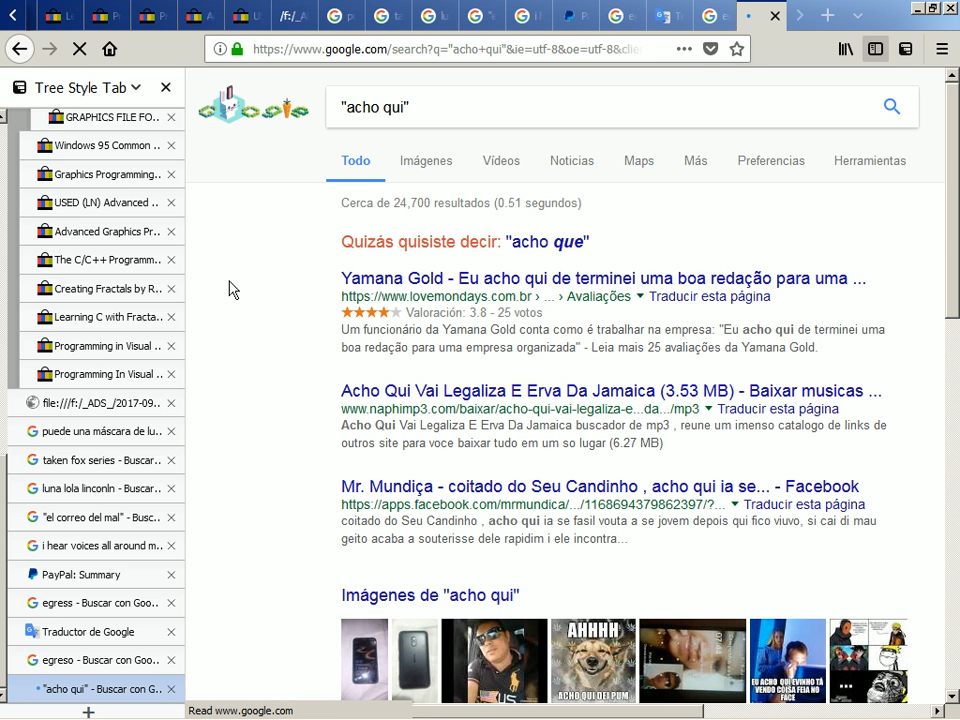 https://www.google.com/search?q="acho+qui"&ie=utf-8&oe=utf-8&clie
Tree Style Tab
GRAPHICS FILE FO..
Windows 95 Common ..
Graphics Programming..
USED (LN) Advanced ..
Advanced Graphics Pr..
The C/C++ Programm..
Creating Fractals by R..
Learning C with Fracta..
Programming in Visual ..
Programming In Visual ..
file:///f:/_ADS_/2017-09..
puede una máscara de lu..
taken fox series - Buscar..
luna lola linconln - Busc..
"el correo del mal" - Busc..
i hear voices all around m..
PayPal: Summary
egress - Buscar con Goo..
Traductor de Google
egreso - Buscar con Goo..
"acho qui" - Buscar con G..
"acho qui"
Todo Imágenes Vídeos Noticias Maps Más Preferencias Herramientas
Cerca de 24,700 resultados (0.51 segundos)
Quizás quisiste decir: "acho que"
Yamana Gold - Eu acho qui de terminei uma boa redação para uma ...
https://www.lovemondays.com.br › ... › Avaliações ▼ Traducir esta página
Valoración: 3.8 - 25 votos
Um funcionário da Yamana Gold conta como é trabalhar na empresa: "Eu acho qui de terminei uma
boa redação para uma empresa organizada" - Leia mais 25 avaliações da Yamana Gold.
Acho Qui Vai Legaliza E Erva Da Jamaica (3.53 MB) - Baixar musicas ...
www.naphimp3.com/baixar/acho-qui-vai-legaliza-e...da.../mp3 ▼ Traducir esta página
Acho Qui Vai Legaliza E Erva Da Jamaica buscador de mp3 , reune um imenso catalogo de links de
outros site para voce baixar tudo em um so lugar (6.27 MB)
Mr. Mundiça - coitado do Seu Candinho , acho qui ia se... - Facebook
https://apps.facebook.com/mrmundica/.../1168694379862397/?... ▼ Traducir esta página
coitado do Seu Candinho , acho qui ia se fasil vouta a se jovem depois qui fico viuvo, si cai di mau
geito acaba a souterisse dele rapidim i ele incontra...
Imágenes de "acho qui"
AHHHH
ACHO QUI DEI PUM
EU ACHO QUI EVINHO TÁ
VENDO COISA FEIA NO
FACE
Read www.google.com